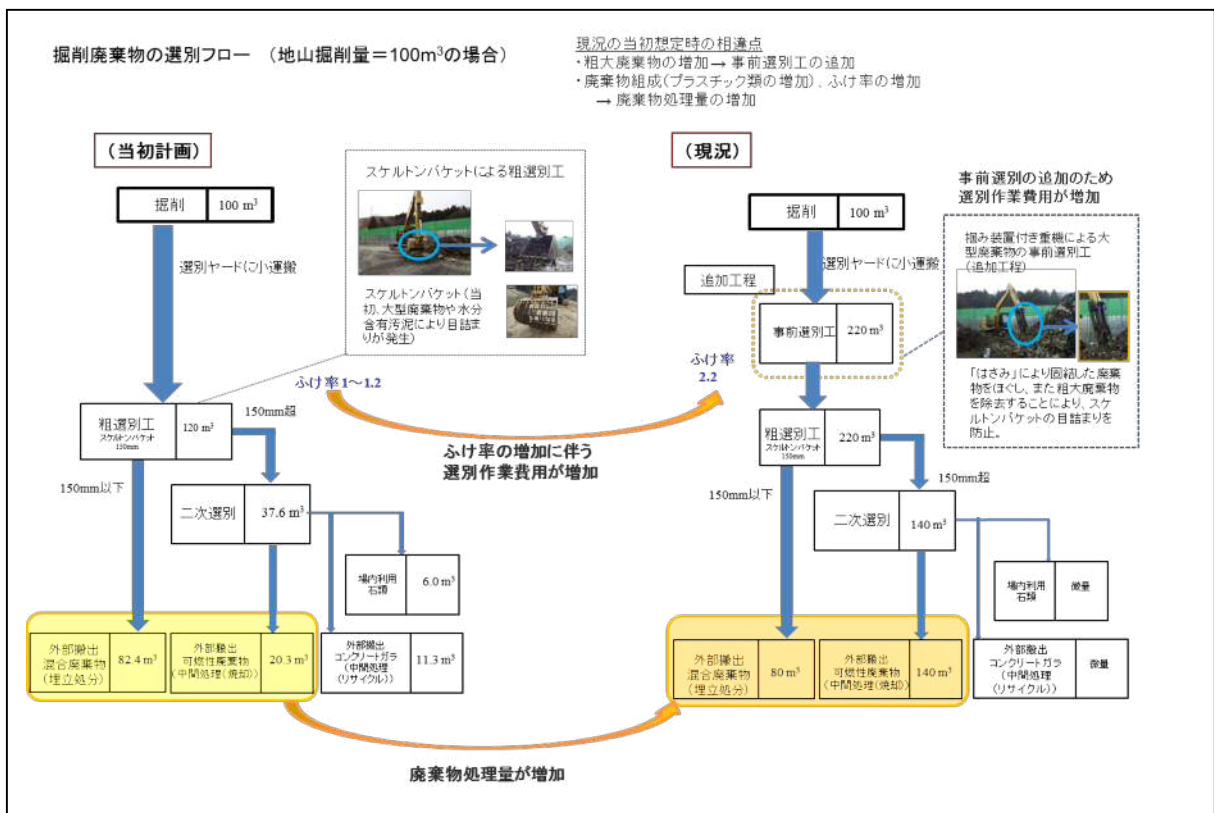 掘削廃棄物の選別フロー （地山掘削量＝100m³の場合）
現況の当初想定時の相違点
・粗大廃棄物の増加→ 事前選別工の追加
・廃棄物組成(プラスチック類の増加)．ふけ率の増加
→ 廃棄物処理量の増加
（当初計画）
掘削 100 m³
選別ヤードに小運搬
スケルトンバケットによる粗選別工
スケルトンバケット(当
初、大型廃棄物や水分
含有汚泥により目詰ま
りが発生)
ふけ率 1～1.2
粗選別工
スケルトンバケット
150mm
120 m³
150mm超
150mm以下
二次選別 37.6 m³
場内利用
石類
6.0 m³
外部搬出
混合廃棄物
(埋立処分)
82.4 m³
外部搬出
可燃性廃棄物
(中間処理(焼却))
20.3 m³
外部搬出
コンクリートガラ
(中間処理
(リサイクル))
11.3 m³
ふけ率の増加に伴う
選別作業費用が増加
廃棄物処理量が増加
（現況）
掘削 100 m³
選別ヤードに小運搬
追加工程
事前選別工 220 m³
ふけ率
2.2
事前選別の追加のため
選別作業費用が増加
掴み装置付き重機による大
型廃棄物の事前選別工
(追加工程)
「はさみ」により固結した廃棄
物をほぐし、また粗大廃棄物
を除去することにより、スケ
ルトンバケットの目詰まりを
防止。
粗選別工
スケルトンバケット
150mm
220 m³
150mm超
150mm以下
二次選別 140 m³
場内利用
石類
微量
外部搬出
混合廃棄物
(埋立処分)
80 m³
外部搬出
可燃性廃棄物
(中間処理(焼却))
140 m³
外部搬出
コンクリートガラ
(中間処理
(リサイクル))
微量